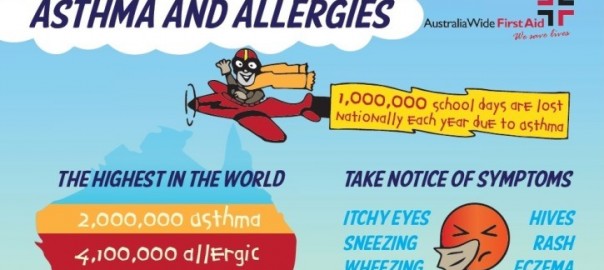 ASTHMA AND ALLERGIES
AustraliaWide First Aid
We save lives
1,000,000 school days are lost
nationally each year due to asthma
THE HIGHEST IN THE WORLD
2,000,000 asthma
4,100,000 allergic
TAKE NOTICE OF SYMPTOMS
ITCHY EYES
SNEEZING
WHEEZING
HIVES
RASH
ECZEMA